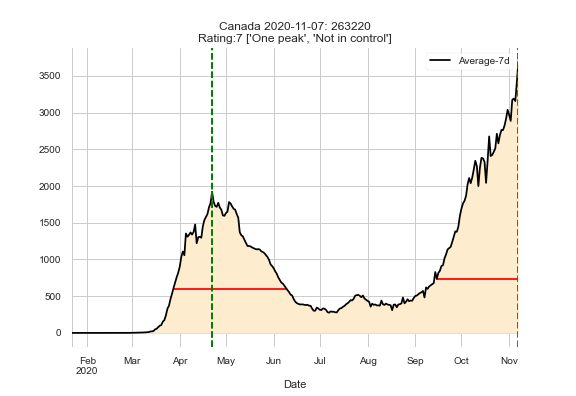 Canada 2020-11-07: 263220
Rating:7 ['One peak', 'Not in control']
Average-7d
3500
3000
2500
2000
1500
1000
500
0
Feb Mar Apr May Jun Jul Aug Sep Oct Nov
2020
Date